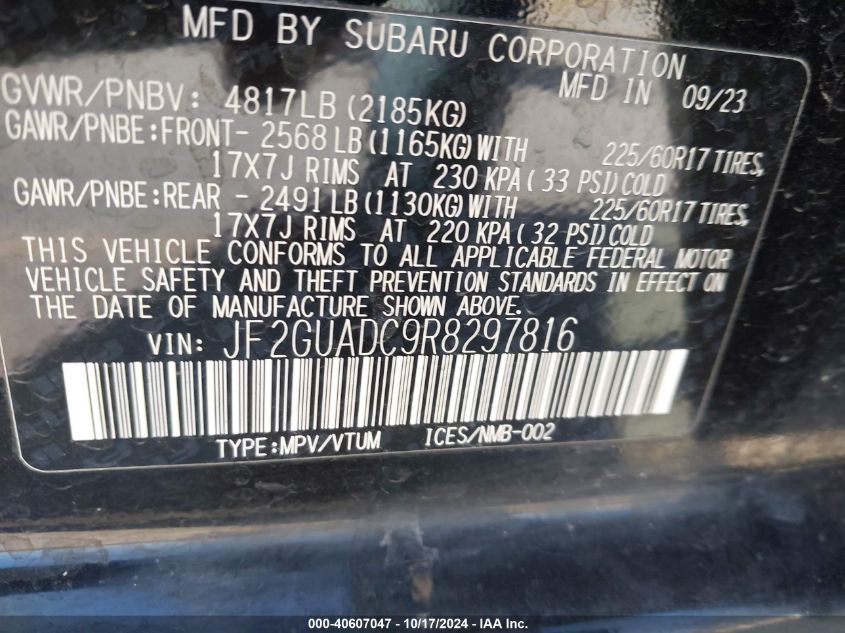 MFD BY SUBARU CORPORATION
MFD IN 09/23
GVWR/PNBV: 4817LB (2185KG)
GAWR/PNBE:FRONT- 2568 LB(1165KG)WITH 225/60R17 TIRES,
17X7J RIMS AT 230 KPA( 33 PSI)COLD
GAWR/PNBE:REAR - 2491 LB(1130KG)WITH 225/60R17 TIRES,
17X7J RIMS AT 220 KPA( 32 PSI)COLD
THIS VEHICLE CONFORMS TO ALL APPLICABLE FEDERAL MOTOR
VEHICLE SAFETY AND THEFT PREVENTION STANDARDS IN EFFECT ON
THE DATE OF MANUFACTURE SHOWN ABOVE.
VIN: JF2GUADC9R8297816
TYPE:MPV/VTUM ICES/NMB-002
000-40607047 - 10/17/2024 - IAA Inc.